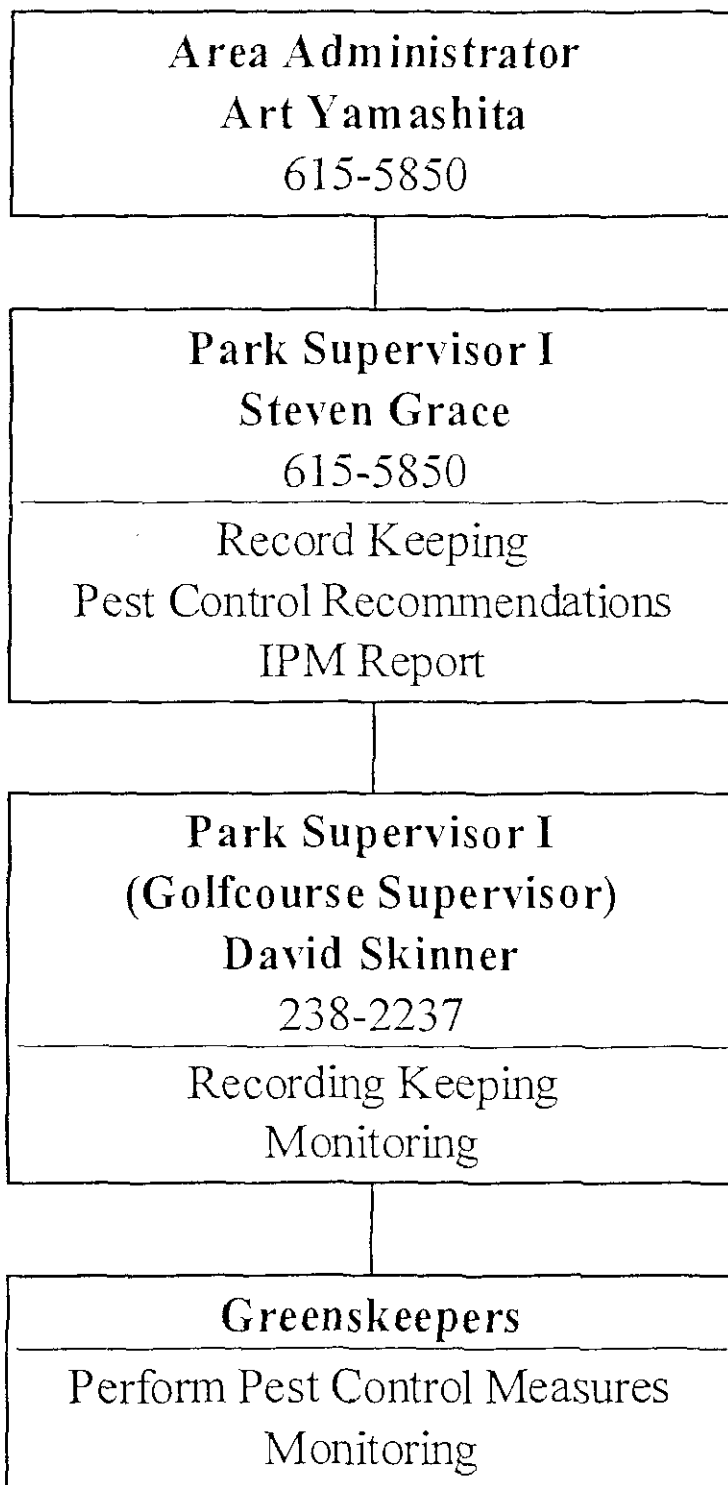 Area Administrator
Art Yamashita
615-5850
Park Supervisor I
Steven Grace
615-5850
Record Keeping
Pest Control Recommendations
IPM Report
Park Supervisor I
(Golfcourse Supervisor)
David Skinner
238-2237
Recording Keeping
Monitoring
Greenskeepers
Perform Pest Control Measures
Monitoring